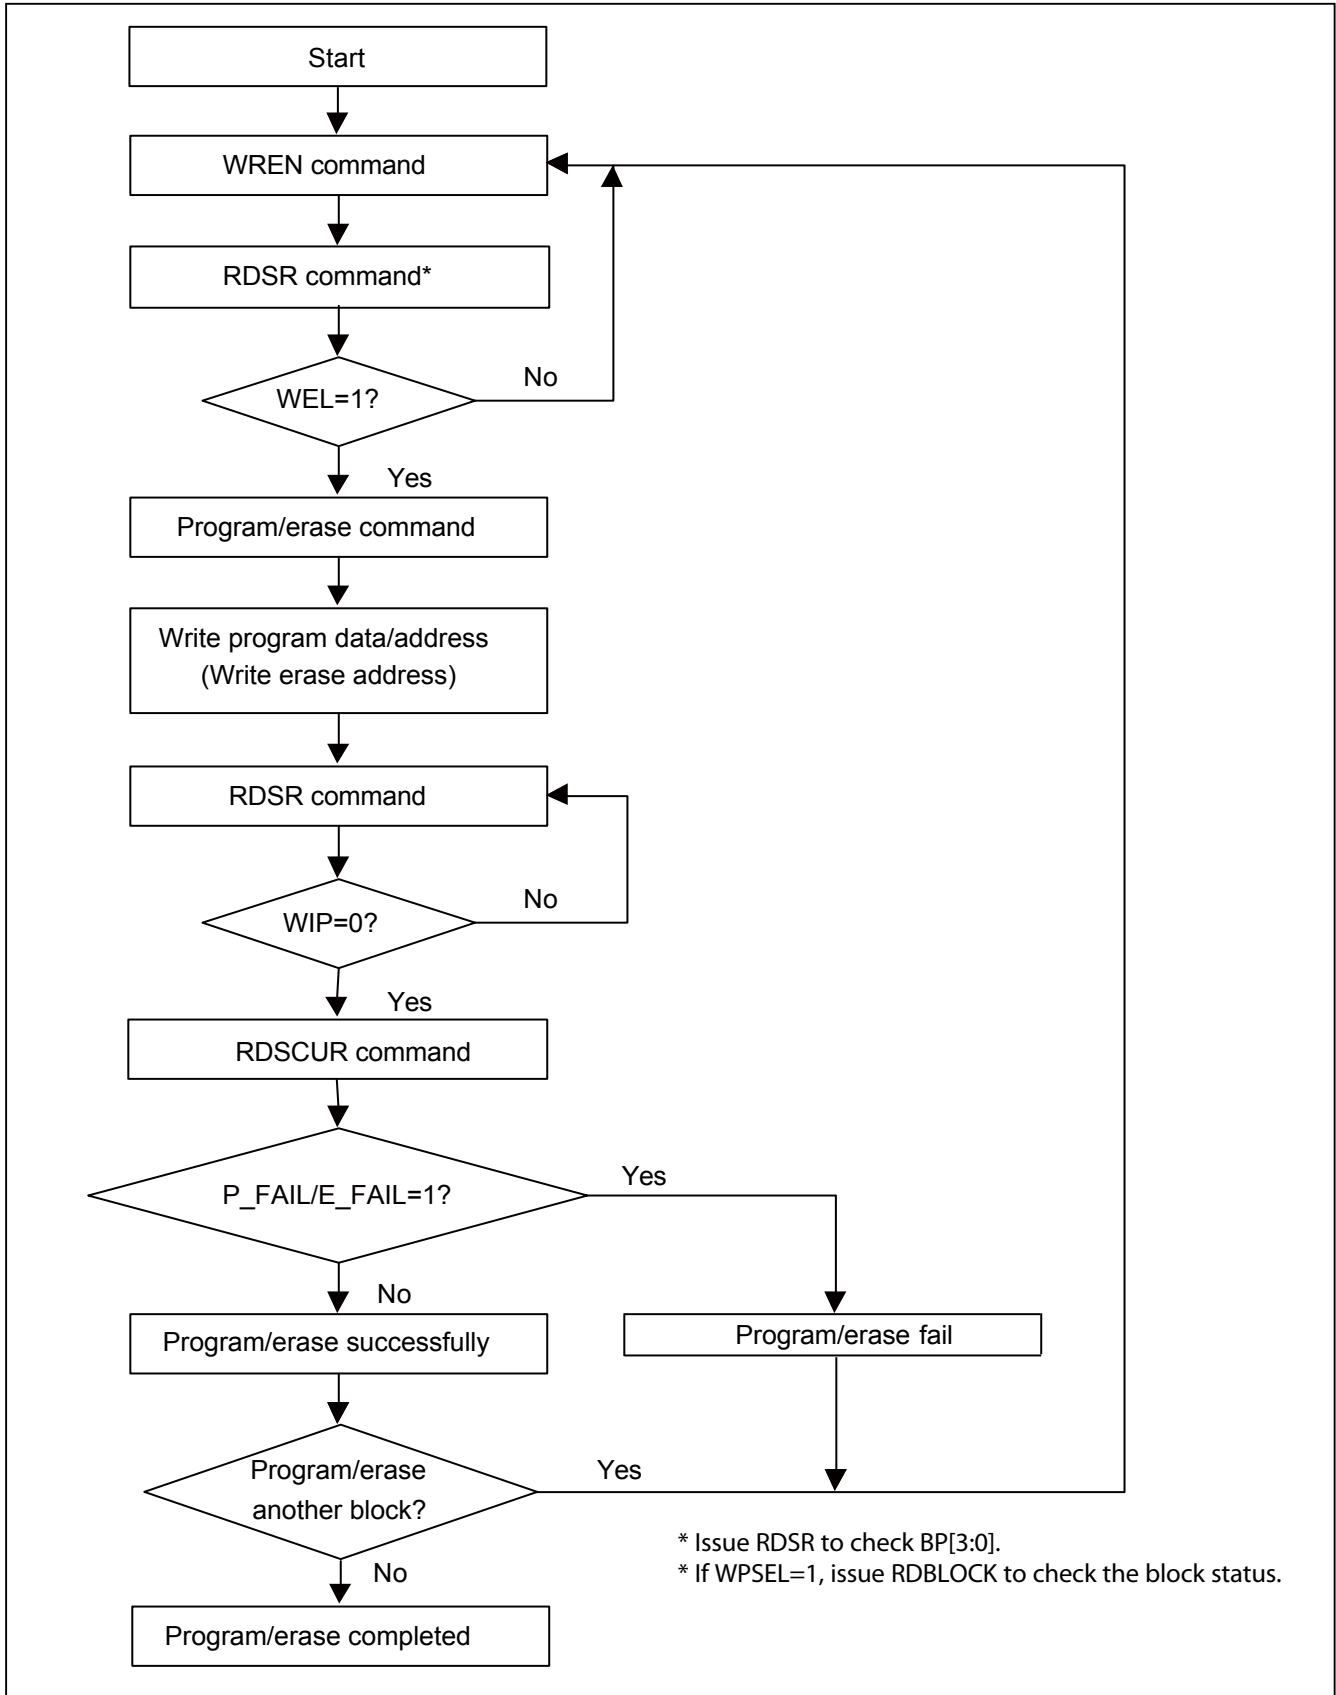 Start
WREN command
RDSR command*
WEL=1?
No
Yes
Program/erase command
Write program data/address
(Write erase address)
RDSR command
WIP=0?
No
Yes
RDSCUR command
P_FAIL/E_FAIL=1?
Yes
No
Program/erase successfully
Program/erase fail
Program/erase
another block?
Yes
No
* Issue RDSR to check BP[3:0].
* If WPSEL=1, issue RDBLOCK to check the block status.
Program/erase completed